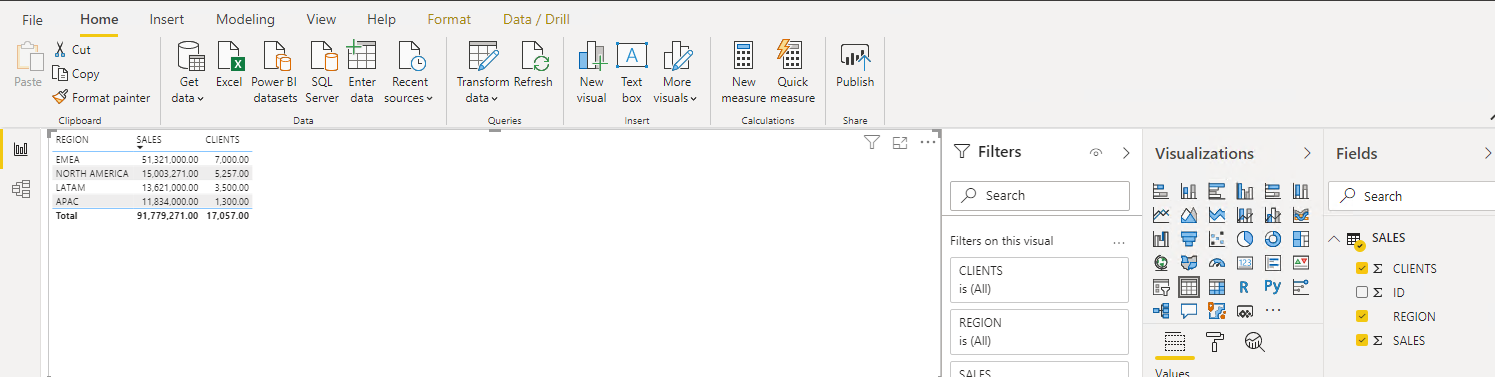 File Home Insert Modeling View Help Format Data / Drill
Paste
Cut
Copy
Format painter
Clipboard
Get data
Excel
Power BI datasets
SQL Server
Enter data
Recent sources
Data
Transform data
Refresh
Queries
New visual
Text box
More visuals
Insert
New measure
Quick measure
Calculations
Publish
Share
REGION SALES CLIENTS
EMEA 51,321,000.00 7,000.00
NORTH AMERICA 15,003,271.00 5,257.00
LATAM 13,621,000.00 3,500.00
APAC 11,834,000.00 1,300.00
Total 91,779,271.00 17,057.00
Filters
Search
Filters on this visual
CLIENTS
is (All)
REGION
is (All)
SALES
Visualizations
123
R Py
Values
Fields
Search
SALES
Σ CLIENTS
Σ ID
REGION
Σ SALES